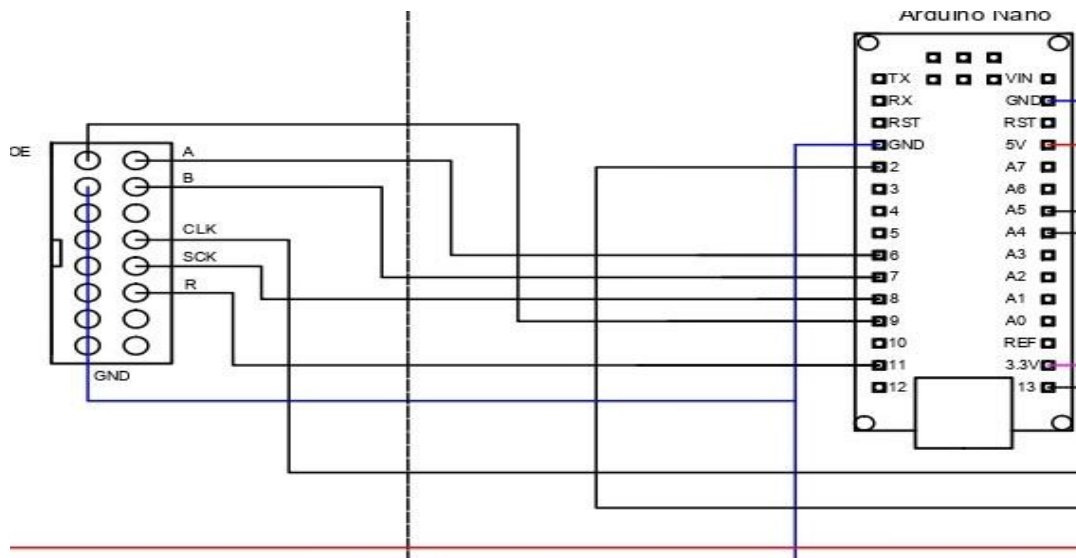 Arduino Nano
TX VIN
RX GND
RST RST
GND 5V
2 A7
3 A6
4 A5
5 A4
6 A3
7 A2
8 A1
9 A0
10 REF
11 3.3V
12 13
OE A
B
CLK
SCK
R
GND